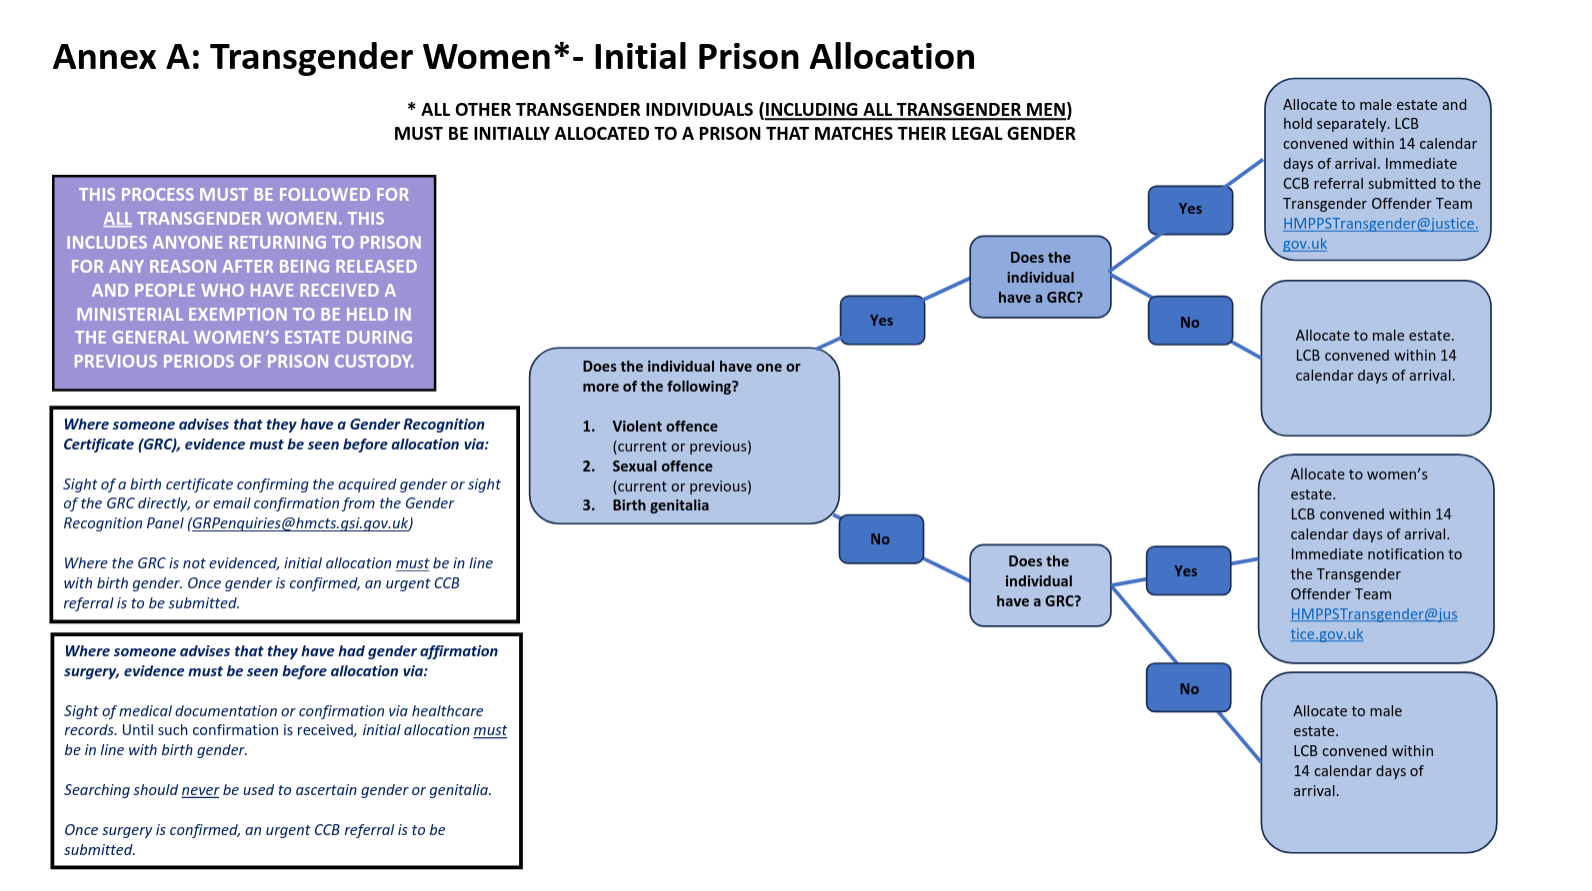 Annex A: Transgender Women*- Initial Prison Allocation
* ALL OTHER TRANSGENDER INDIVIDUALS (INCLUDING ALL TRANSGENDER MEN)
MUST BE INITIALLY ALLOCATED TO A PRISON THAT MATCHES THEIR LEGAL GENDER
THIS PROCESS MUST BE FOLLOWED FOR
ALL TRANSGENDER WOMEN. THIS
INCLUDES ANYONE RETURNING TO PRISON
FOR ANY REASON AFTER BEING RELEASED
AND PEOPLE WHO HAVE RECEIVED A
MINISTERIAL EXEMPTION TO BE HELD IN
THE GENERAL WOMEN’S ESTATE DURING
PREVIOUS PERIODS OF PRISON CUSTODY.
Where someone advises that they have a Gender Recognition
Certificate (GRC), evidence must be seen before allocation via:
Sight of a birth certificate confirming the acquired gender or sight
of the GRC directly, or email confirmation from the Gender
Recognition Panel (GRPenquiries@hmcts.gsi.gov.uk)
Where the GRC is not evidenced, initial allocation must be in line
with birth gender. Once gender is confirmed, an urgent CCB
referral is to be submitted.
Where someone advises that they have had gender affirmation
surgery, evidence must be seen before allocation via:
Sight of medical documentation or confirmation via healthcare
records. Until such confirmation is received, initial allocation must
be in line with birth gender.
Searching should never be used to ascertain gender or genitalia.
Once surgery is confirmed, an urgent CCB referral is to be
submitted.
Does the individual have one or
more of the following?
1. Violent offence
(current or previous)
2. Sexual offence
(current or previous)
3. Birth genitalia
Yes
Does the
individual
have a GRC?
Yes
Allocate to male estate and
hold separately. LCB
convened within 14 calendar
days of arrival. Immediate
CCB referral submitted to the
Transgender Offender Team
HMPPSTransgender@justice.
gov.uk
No
Allocate to male estate.
LCB convened within 14
calendar days of arrival.
No
Does the
individual
have a GRC?
Yes
Allocate to women’s
estate.
LCB convened within 14
calendar days of arrival.
Immediate notification to
the Transgender
Offender Team
HMPPSTransgender@jus
tice.gov.uk
No
Allocate to male
estate.
LCB convened within
14 calendar days of
arrival.